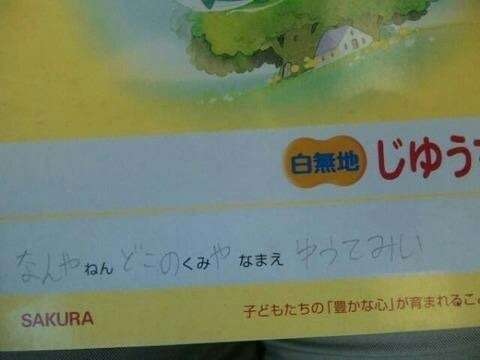 白無地 じゆうす
なんやねん どこのくみや なまえ ゆうてみい
SAKURA 子どもたちの「豊かな心」が育まれるこ